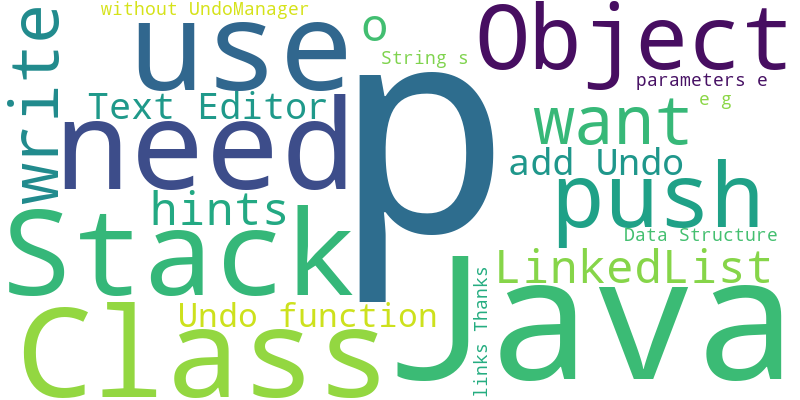 without UndoManager
use
o
Object
write
String s
parameters e
p
Text Editor
need
e g
want
add Undo
hints
push
Stack
Data Structure
LinkedList
Java
links Thanks
Undo function
Class